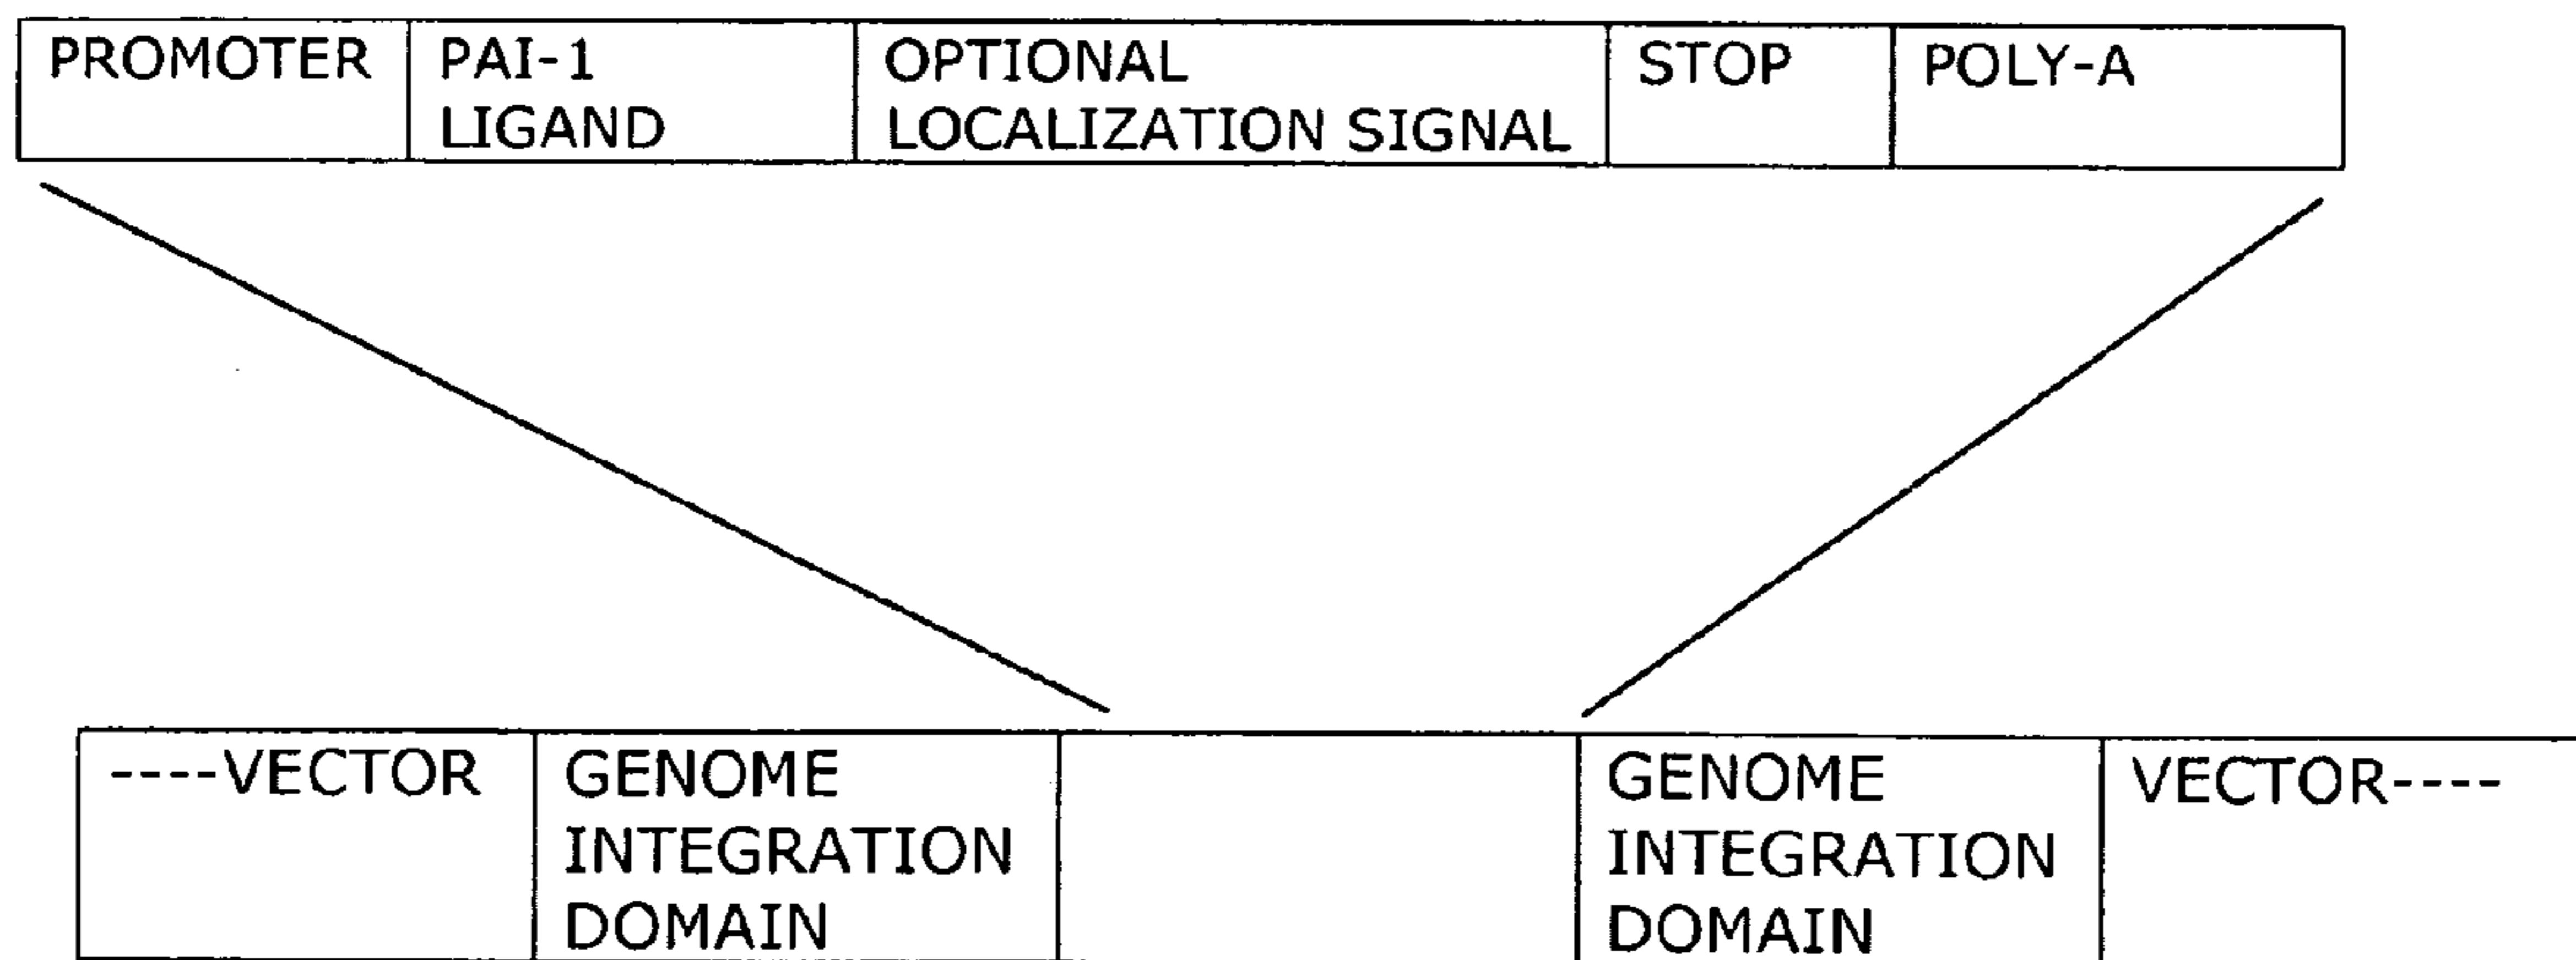 PROMOTER
PAI-1
LIGAND
OPTIONAL
LOCALIZATION SIGNAL
STOP
POLY-A
----VECTOR
GENOME
INTEGRATION
DOMAIN
GENOME
INTEGRATION
DOMAIN
VECTOR----